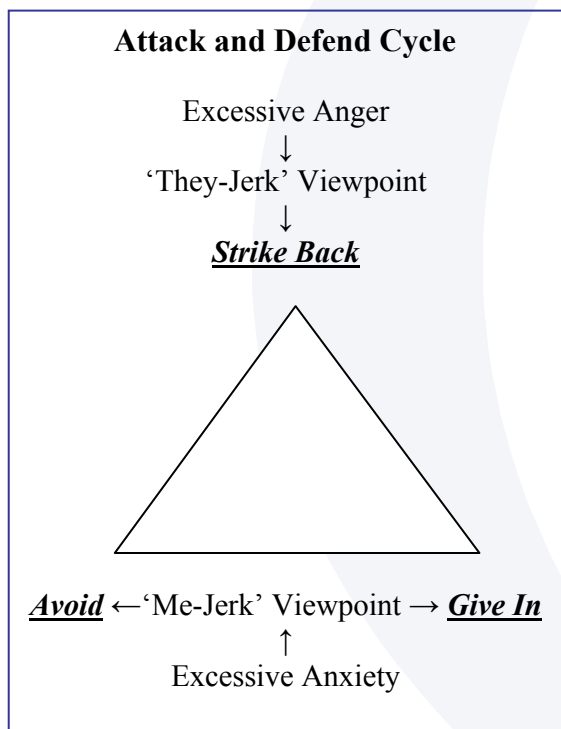 Attack and Defend Cycle
Excessive Anger
↓
‘They-Jerk’ Viewpoint
↓
Strike Back
Avoid ←‘Me-Jerk’ Viewpoint → Give In
↑
Excessive Anxiety